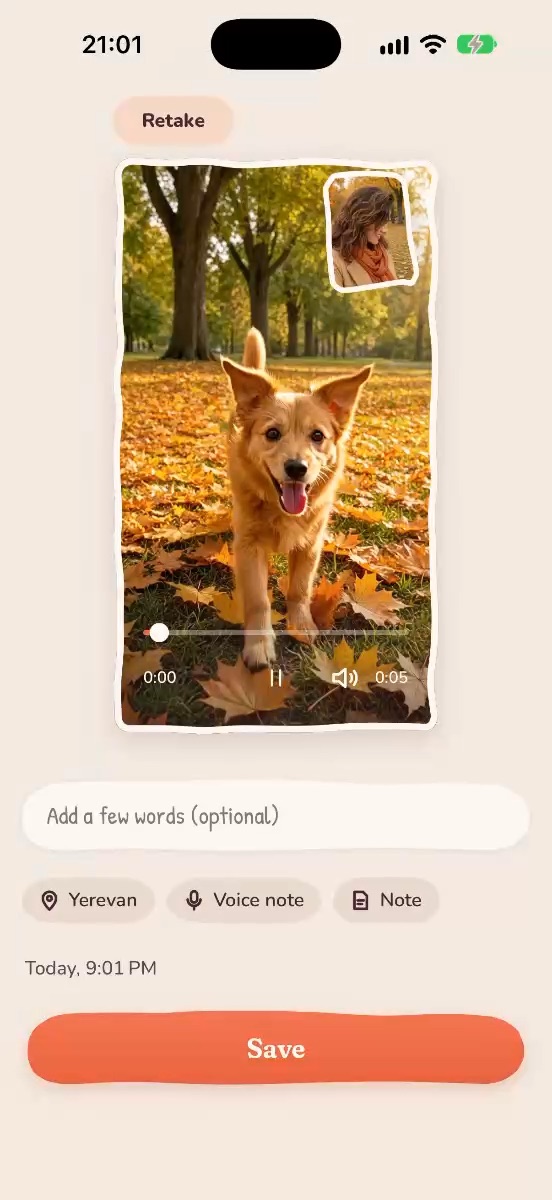 21:01
Retake
0:00
0:05
Add a few words (optional)
Yerevan
Voice note
Note
Today, 9:01 PM
Save